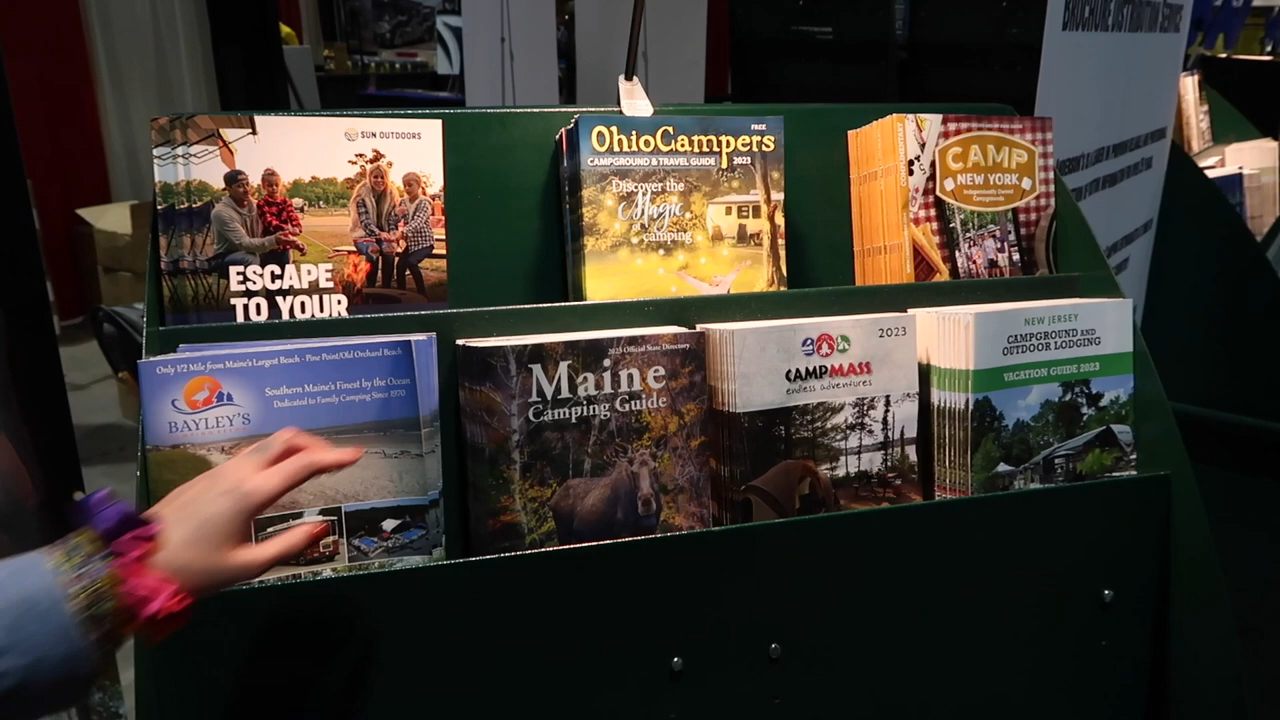 BROCHURE DISTRIBUTION SERVICE
SUN OUTDOORS
ESCAPE
TO YOUR
FREE
OhioCampers
CAMPGROUND & TRAVEL GUIDE 2023
Discover the
Magic
of
camping
COMPLIMENTARY
CAMP
NEW YORK
Independently Owned
Campgrounds
Only 1/2 Mile from Maine's Largest Beach - Pine Point/Old Orchard Beach
BAYLEY'S
Southern Maine's Finest by the Ocean
Dedicated to Family Camping Since 1970
2023 Official State Directory
Maine
Camping Guide
2023
CAMPMASS
endless adventures
NEW JERSEY
CAMPGROUND AND
OUTDOOR LODGING
VACATION GUIDE 2023